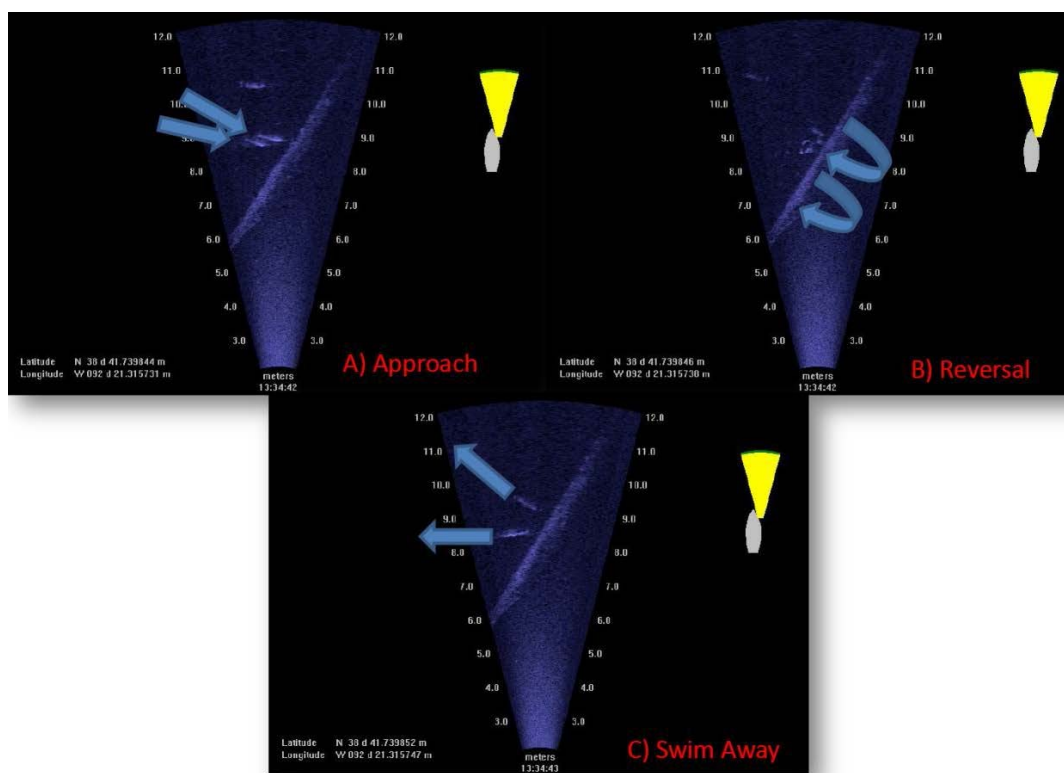 12.0 12.0
11.0 11.0
10.0 10.0
9.0 9.0
8.0 8.0
7.0 7.0
6.0 6.0
5.0 5.0
4.0 4.0
3.0 3.0
Latitude N 38 d 41.739844 m
Longitude W 092 d 21.315731 m
meters
13:34:42
A) Approach
12.0 12.0
11.0 11.0
10.0 10.0
9.0 9.0
8.0 8.0
7.0 7.0
6.0 6.0
5.0 5.0
4.0 4.0
3.0 3.0
Latitude N 38 d 41.739846 m
Longitude W 092 d 21.315738 m
meters
13:34:42
B) Reversal
12.0 12.0
11.0 11.0
10.0 10.0
9.0 9.0
8.0 8.0
7.0 7.0
6.0 6.0
5.0 5.0
4.0 4.0
3.0 3.0
Latitude N 38 d 41.739852 m
Longitude W 092 d 21.315747 m
meters
13:34:43
C) Swim Away